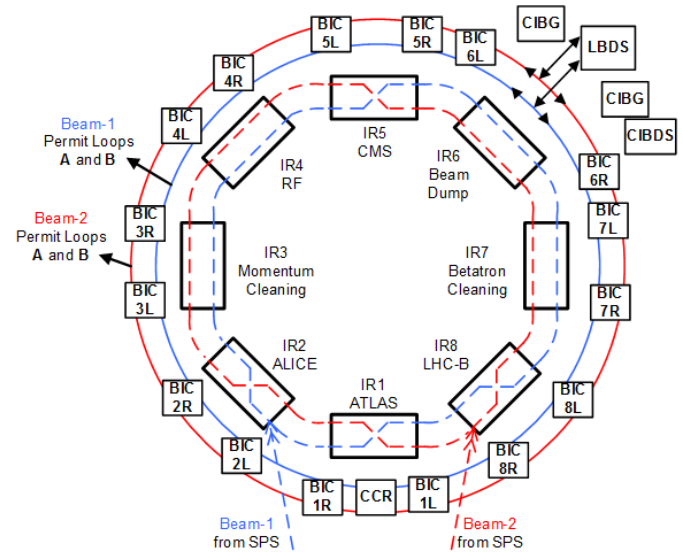 BIC
5L
BIC
5R
BIC
6L
CIBG
LBDS
BIC
4R
BIC
4L
CIBG
CIBDS
IR5
CMS
Beam-1
Permit Loops
A and B
IR4
RF
IR6
Beam
Dump
BIC
6R
BIC
7L
Beam-2
Permit Loops
A and B
BIC
3R
IR3
Momentum
Cleaning
IR7
Betatron
Cleaning
BIC
3L
BIC
7R
IR2
ALICE
IR8
LHC-B
IR1
ATLAS
BIC
2R
BIC
8L
BIC
2L
BIC
8R
BIC
1R
CCR
BIC
1L
Beam-1
from SPS
Beam-2
from SPS